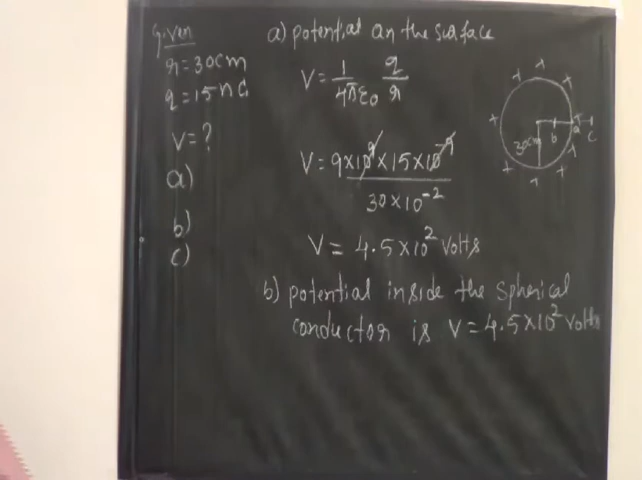 Given
r=30cm
q=15nC
V=?
a)
b)
c)
a) potential on the surface
V = 1/4πε₀ q/r
V = 9×10⁹×15×10⁻⁹
30×10⁻²
V = 4.5×10² Volts
b) potential inside the spherical
conductor is V=4.5×10² volts
+ + + + + + + + +
30cm b a c